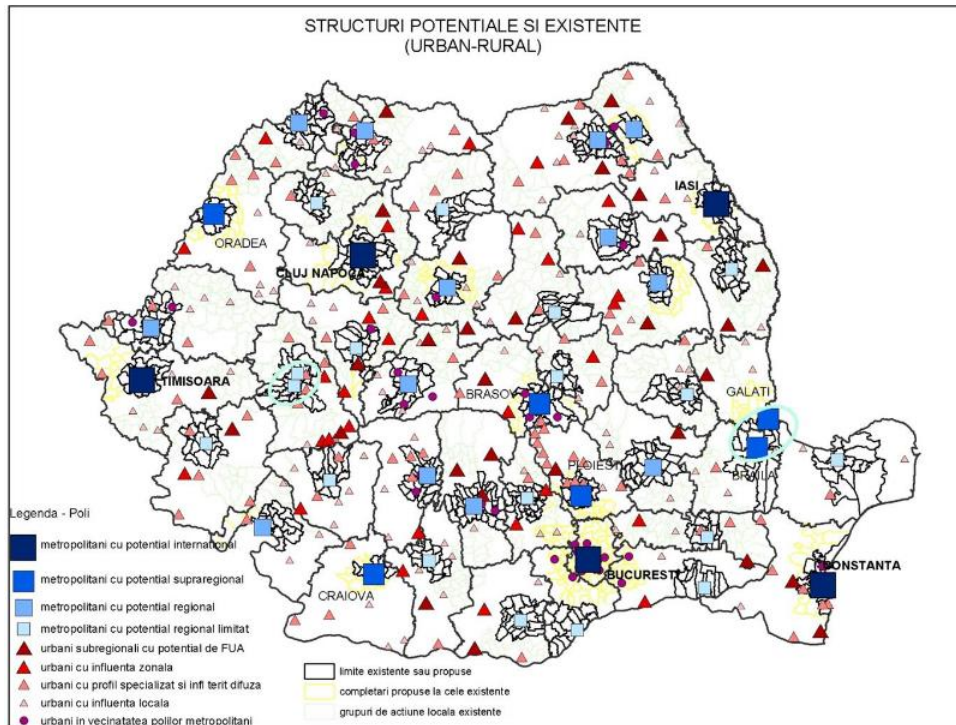 STRUCTURI POTENTIALE SI EXISTENTE
(URBAN-RURAL)
IASI
ORADEA
CLUJ NAPOCA
TIMISOARA
BRASOV
GALATI
PLOIESTI
BRAILA
CRAIOVA
BUCURESTI
CONSTANTA
Legenda - Poli
metropolitani cu potential international
metropolitani cu potential supraregional
metropolitani cu potential regional
metropolitani cu potential regional limitat
urbani subregionali cu potential de FUA
urbani cu influenta zonala
urbani cu profil specializat si infl terit difuza
urbani cu influenta locala
urbani in vecinatatea polilor metropolitani
limite existente sau propuse
completari propuse la cele existente
grupuri de actiune locala existente